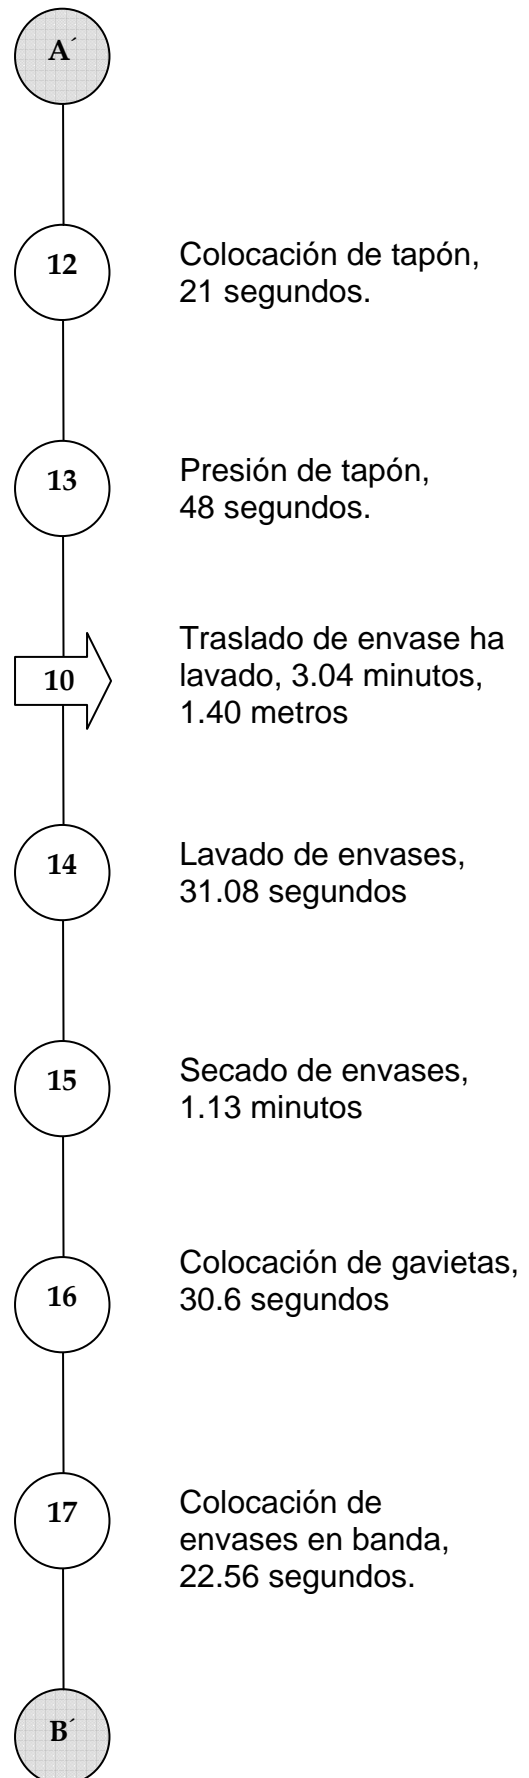 A´
12
Colocación de tapón,
21 segundos.
13
Presión de tapón,
48 segundos.
10
Traslado de envase ha
lavado, 3.04 minutos,
1.40 metros
14
Lavado de envases,
31.08 segundos
15
Secado de envases,
1.13 minutos
16
Colocación de gavietas,
30.6 segundos
17
Colocación de
envases en banda,
22.56 segundos.
B´